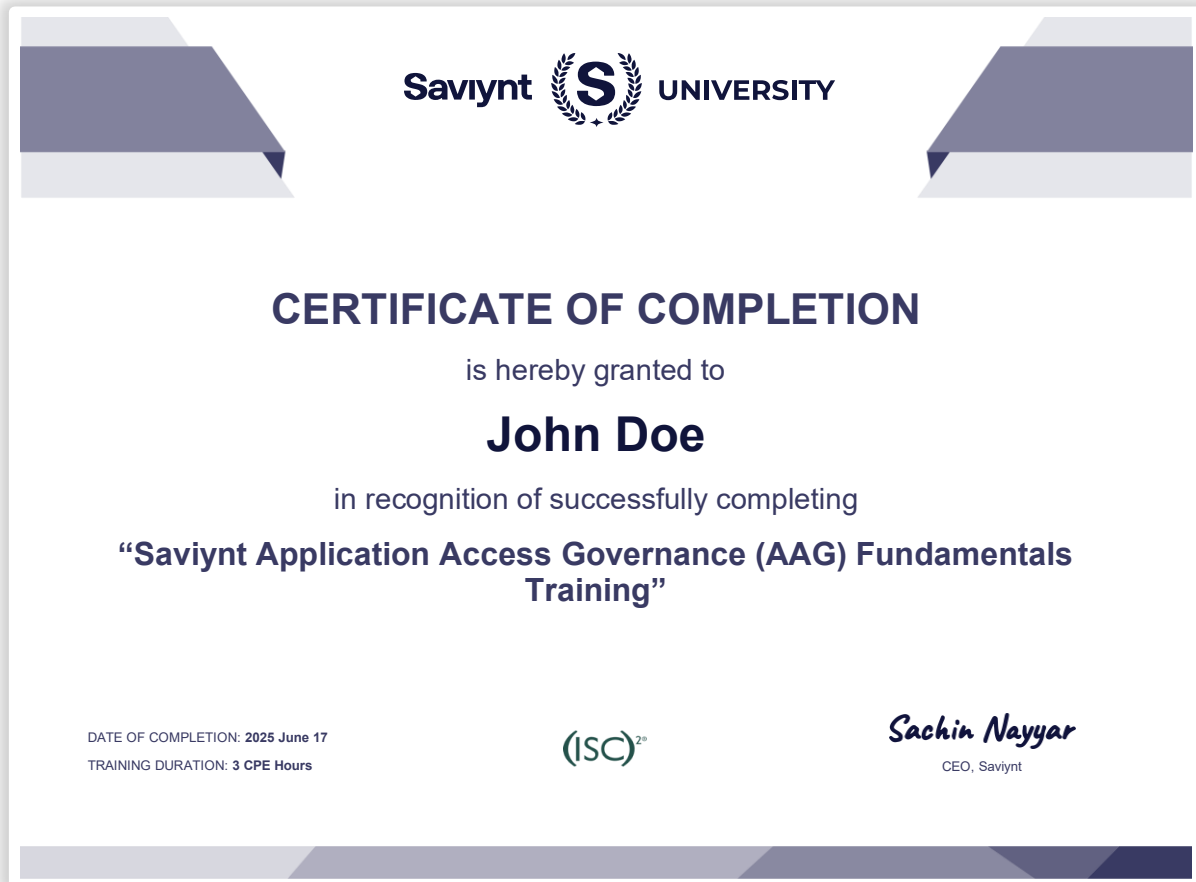 Saviynt S UNIVERSITY
CERTIFICATE OF COMPLETION
is hereby granted to
John Doe
in recognition of successfully completing
“Saviynt Application Access Governance (AAG) Fundamentals
Training”
DATE OF COMPLETION: 2025 June 17
TRAINING DURATION: 3 CPE Hours
(ISC)²®
Sachin Nayyar
CEO, Saviynt